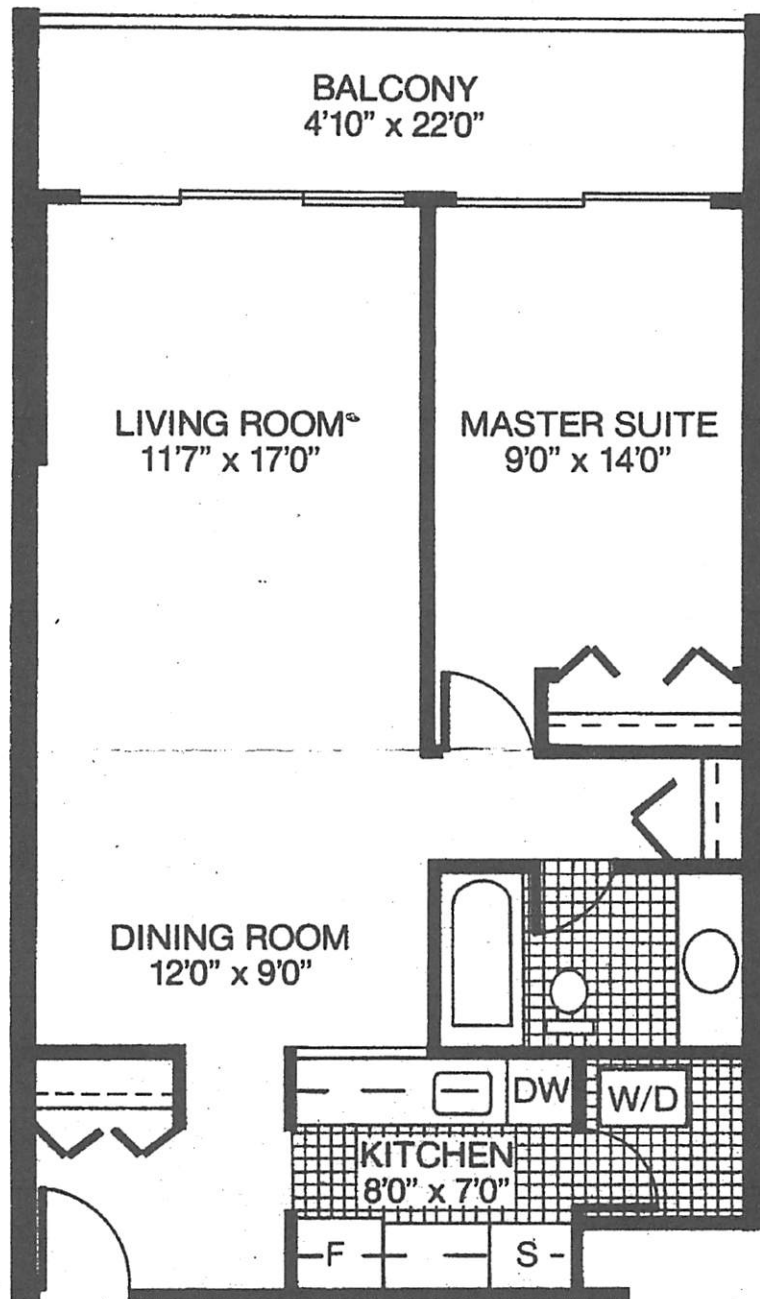 BALCONY
4'10" x 22'0"
LIVING ROOM
11'7" x 17'0"
MASTER SUITE
9'0" x 14'0"
DINING ROOM
12'0" x 9'0"
DW
W/D
KITCHEN
8'0" x 7'0"
F
S